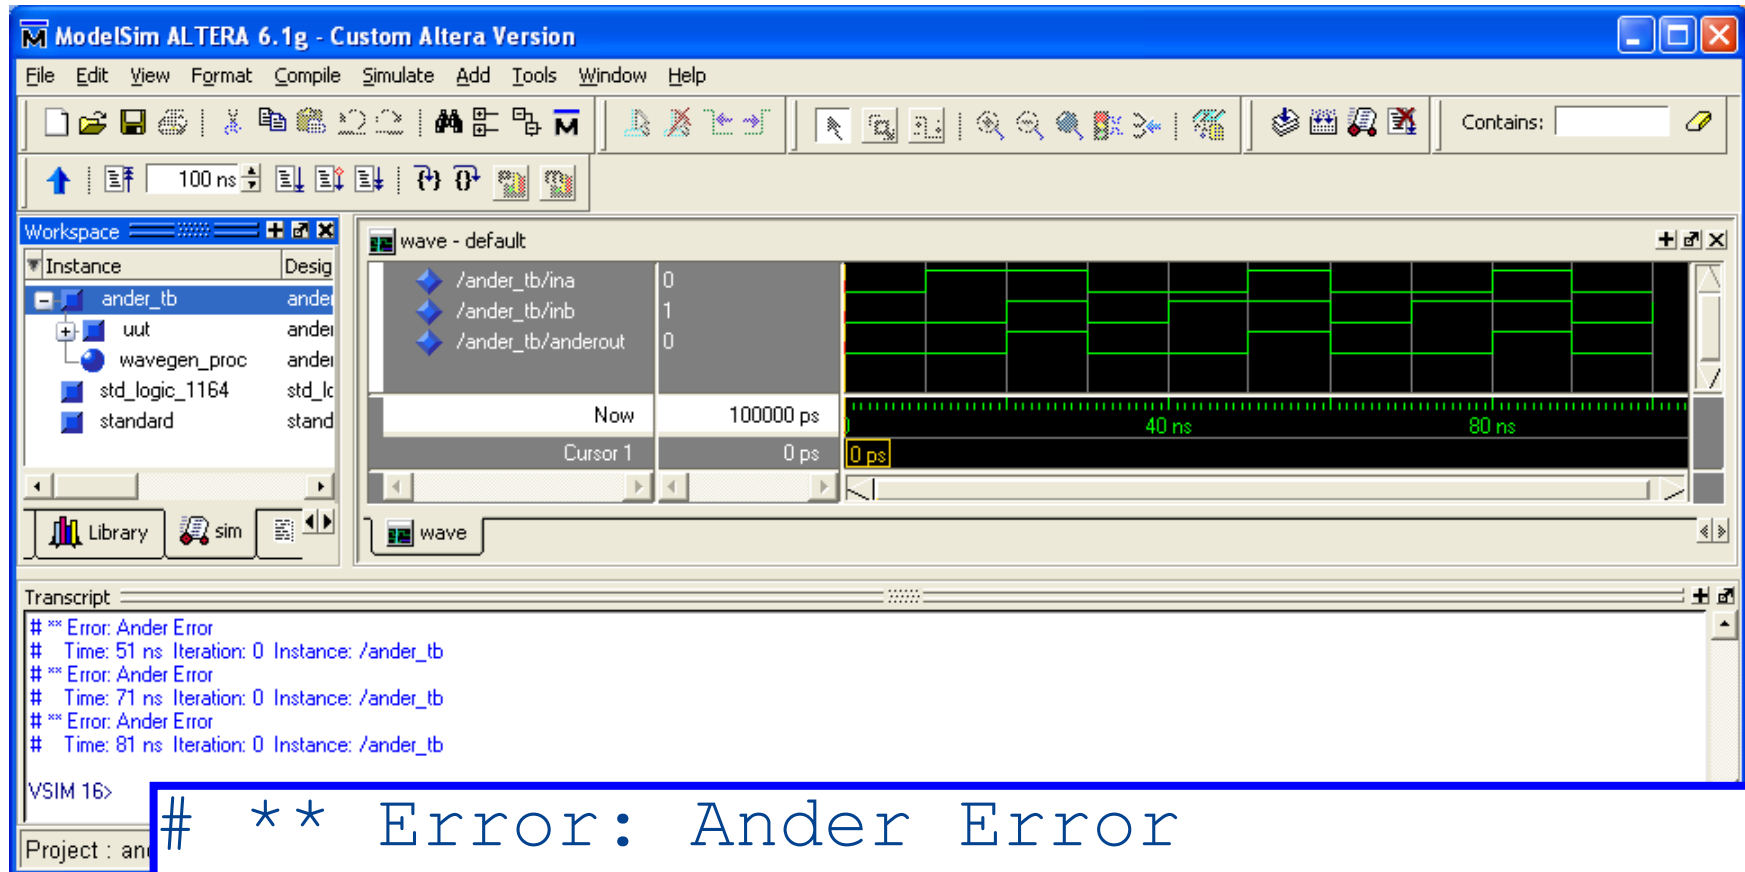 ModelSim ALTERA 6.1g - Custom Altera Version
File Edit View Format Compile Simulate Add Tools Window Help
Contains:
100 ns
Workspace
Instance Desig
ander_tb ander
uut ander
wavegen_proc ander
std_logic_1164 std_lc
standard stand
Library sim
wave - default
/ander_tb/ina 0
/ander_tb/inb 1
/ander_tb/anderout 0
Now 100000 ps
40 ns 80 ns
Cursor 1 0 ps 0 ps
wave
Transcript
# ** Error: Ander Error
# Time: 51 ns Iteration: 0 Instance: /ander_tb
# ** Error: Ander Error
# Time: 71 ns Iteration: 0 Instance: /ander_tb
# ** Error: Ander Error
# Time: 81 ns Iteration: 0 Instance: /ander_tb
VSIM 16>
Project : an
# ** Error: Ander Error